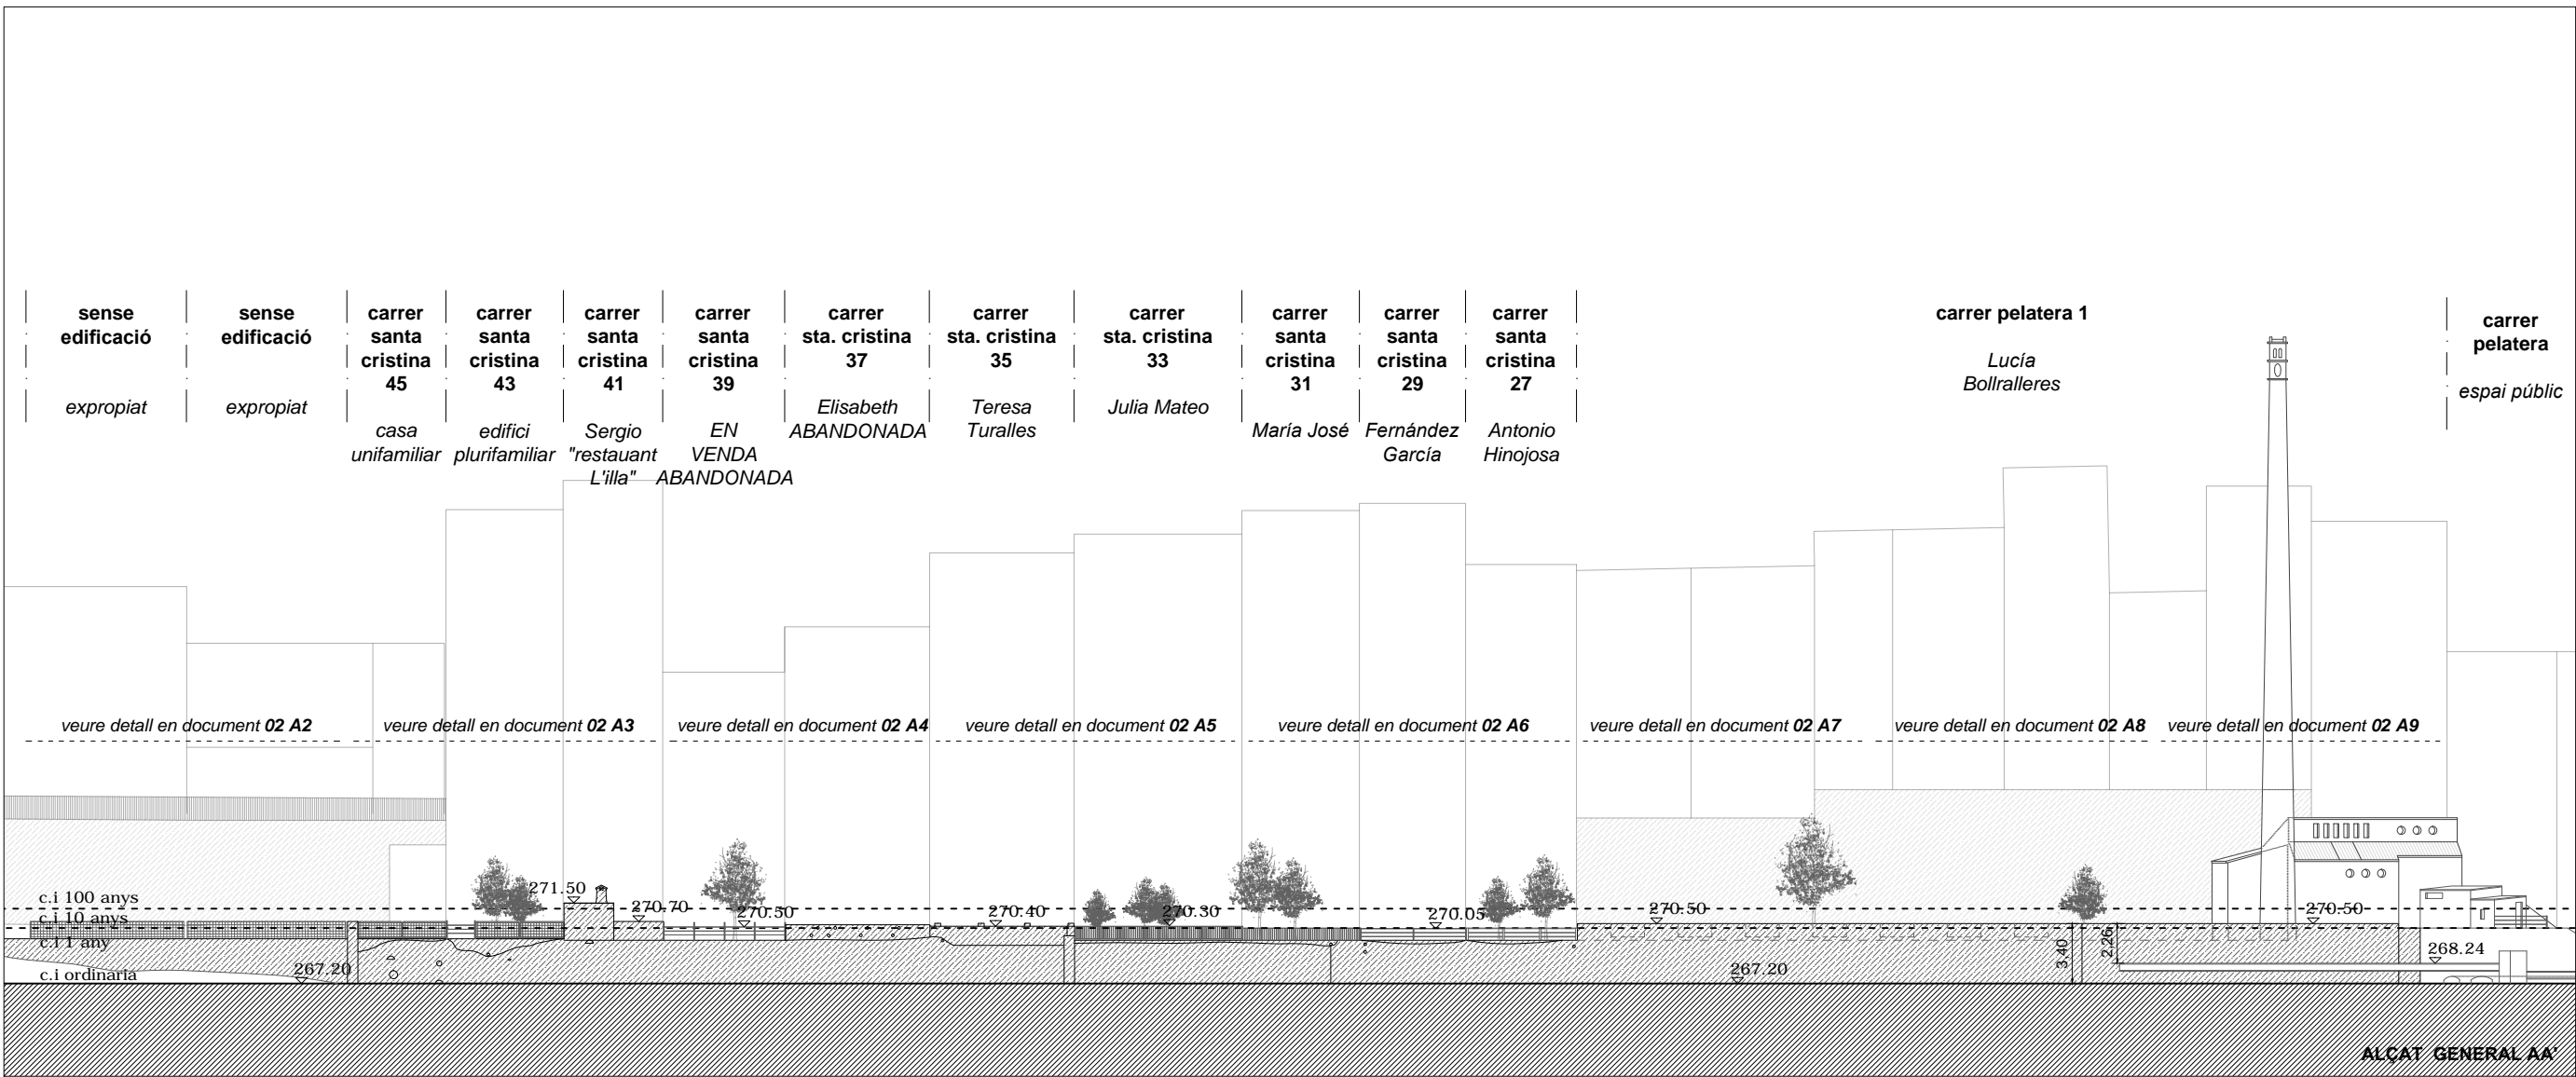 sense
edificació
expropiat
sense
edificació
expropiat
carrer
santa
cristina
45
casa
unifamiliar
carrer
santa
cristina
43
edifici
plurifamiliar
carrer
santa
cristina
41
Sergio
"restauant
L'illa"
carrer
santa
cristina
39
EN
VENDA
ABANDONADA
carrer
sta. cristina
37
Elisabeth
ABANDONADA
carrer
sta. cristina
35
Teresa
Turalles
carrer
sta. cristina
33
Julia Mateo
carrer
santa
cristina
31
María José
carrer
santa
cristina
29
Fernández
García
carrer
santa
cristina
27
Antonio
Hinojosa
carrer pelatera 1
Lucía
Bollralleres
carrer
pelatera
espai públic
veure detall en document 02 A2
veure detall en document 02 A3
veure detall en document 02 A4
veure detall en document 02 A5
veure detall en document 02 A6
veure detall en document 02 A7
veure detall en document 02 A8
veure detall en document 02 A9
c.i 100 anys
c.i 10 anys
c.i 1 any
c.i ordinaria
267.20
271.50
270.70
270.50
270.40
270.30
270.05
270.50
267.20
3,40
2,26
270.50
268.24
ALÇAT GENERAL AA'